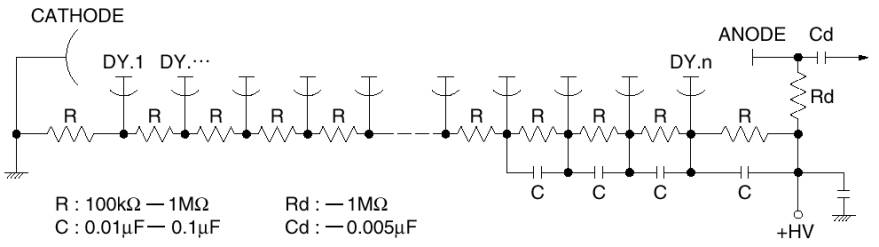 CATHODE
ANODE Cd
DY.1 DY.··· DY.n
Rd
R R R R R R R R R R
C C C C
R : 100kΩ — 1MΩ Rd : — 1MΩ
C : 0.01µF — 0.1µF Cd : — 0.005µF
+HV